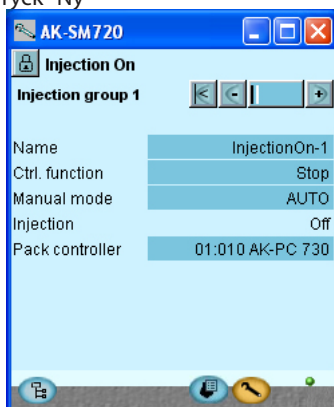 Tryck "Ny"
AK-SM720
Injection On
Injection group 1
Name InjectionOn-1
Ctrl. function Stop
Manual mode AUTO
Injection Off
Pack controller 01:010 AK-PC 730